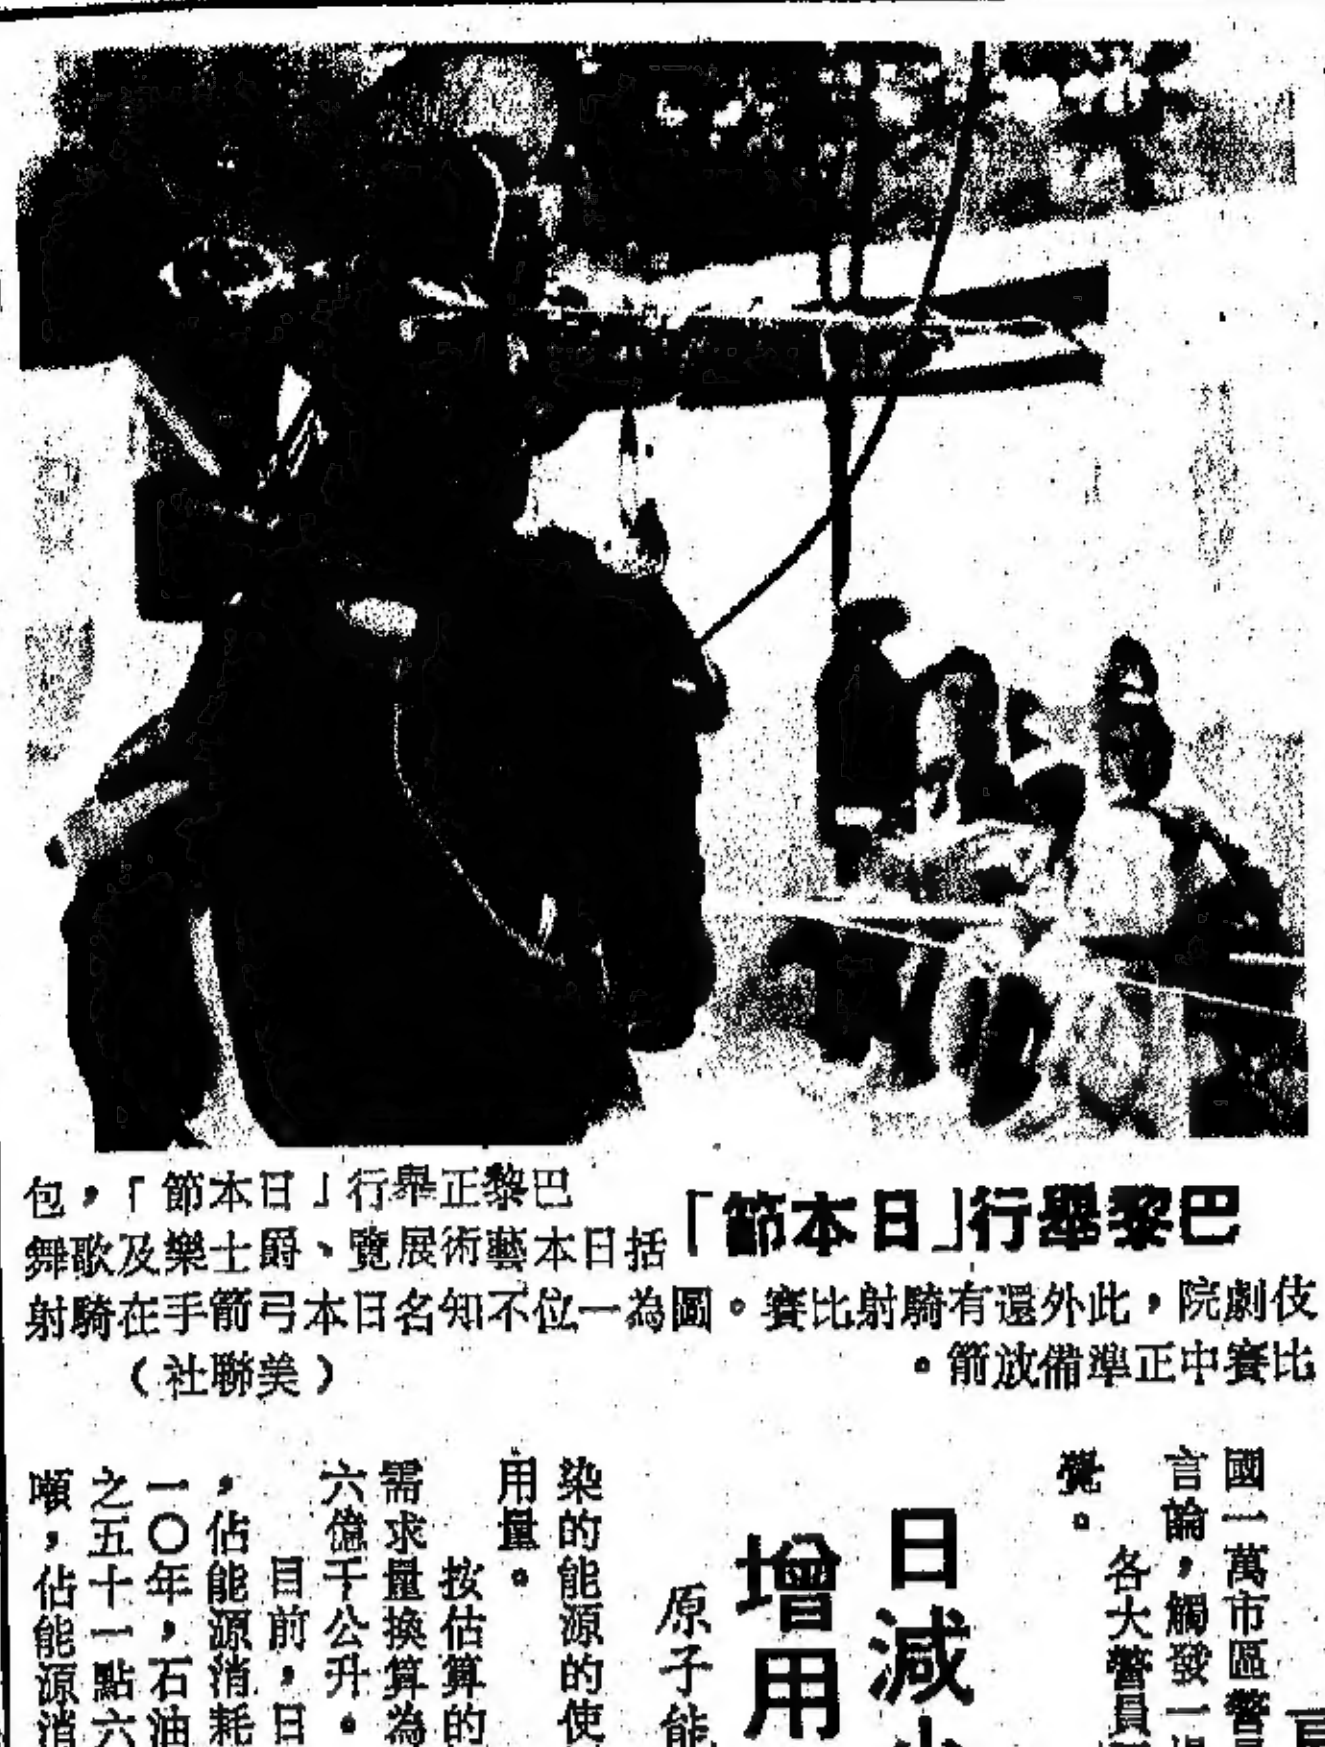 巴黎舉行「日本節」
巴黎正舉行「日本節」，包
括日本藝術展覽、爵士樂及歌舞
伎劇院，此外還有騎射比賽。圖為一位不知名日本弓箭手在騎射
比賽中正準備放箭。（美聯社）
國一萬市區警
言論，觸發一
各大警員
覺。
日減
增用
原子能
染的能源的使
用量。
按估算的
需求量換算為
六億千公升。
目前，日
，佔能源消耗
一〇年，石油
之五十一點六
噸，佔能源消